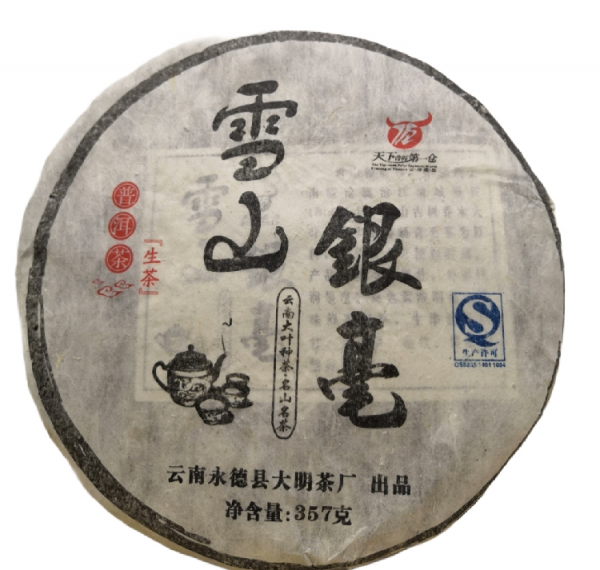 雪山
银毫
天下普洱第一仓
普洱茶
『生茶』
云南大叶种茶·名山名茶
生产许可
云南永德县大明茶厂 出品
净含量:357克